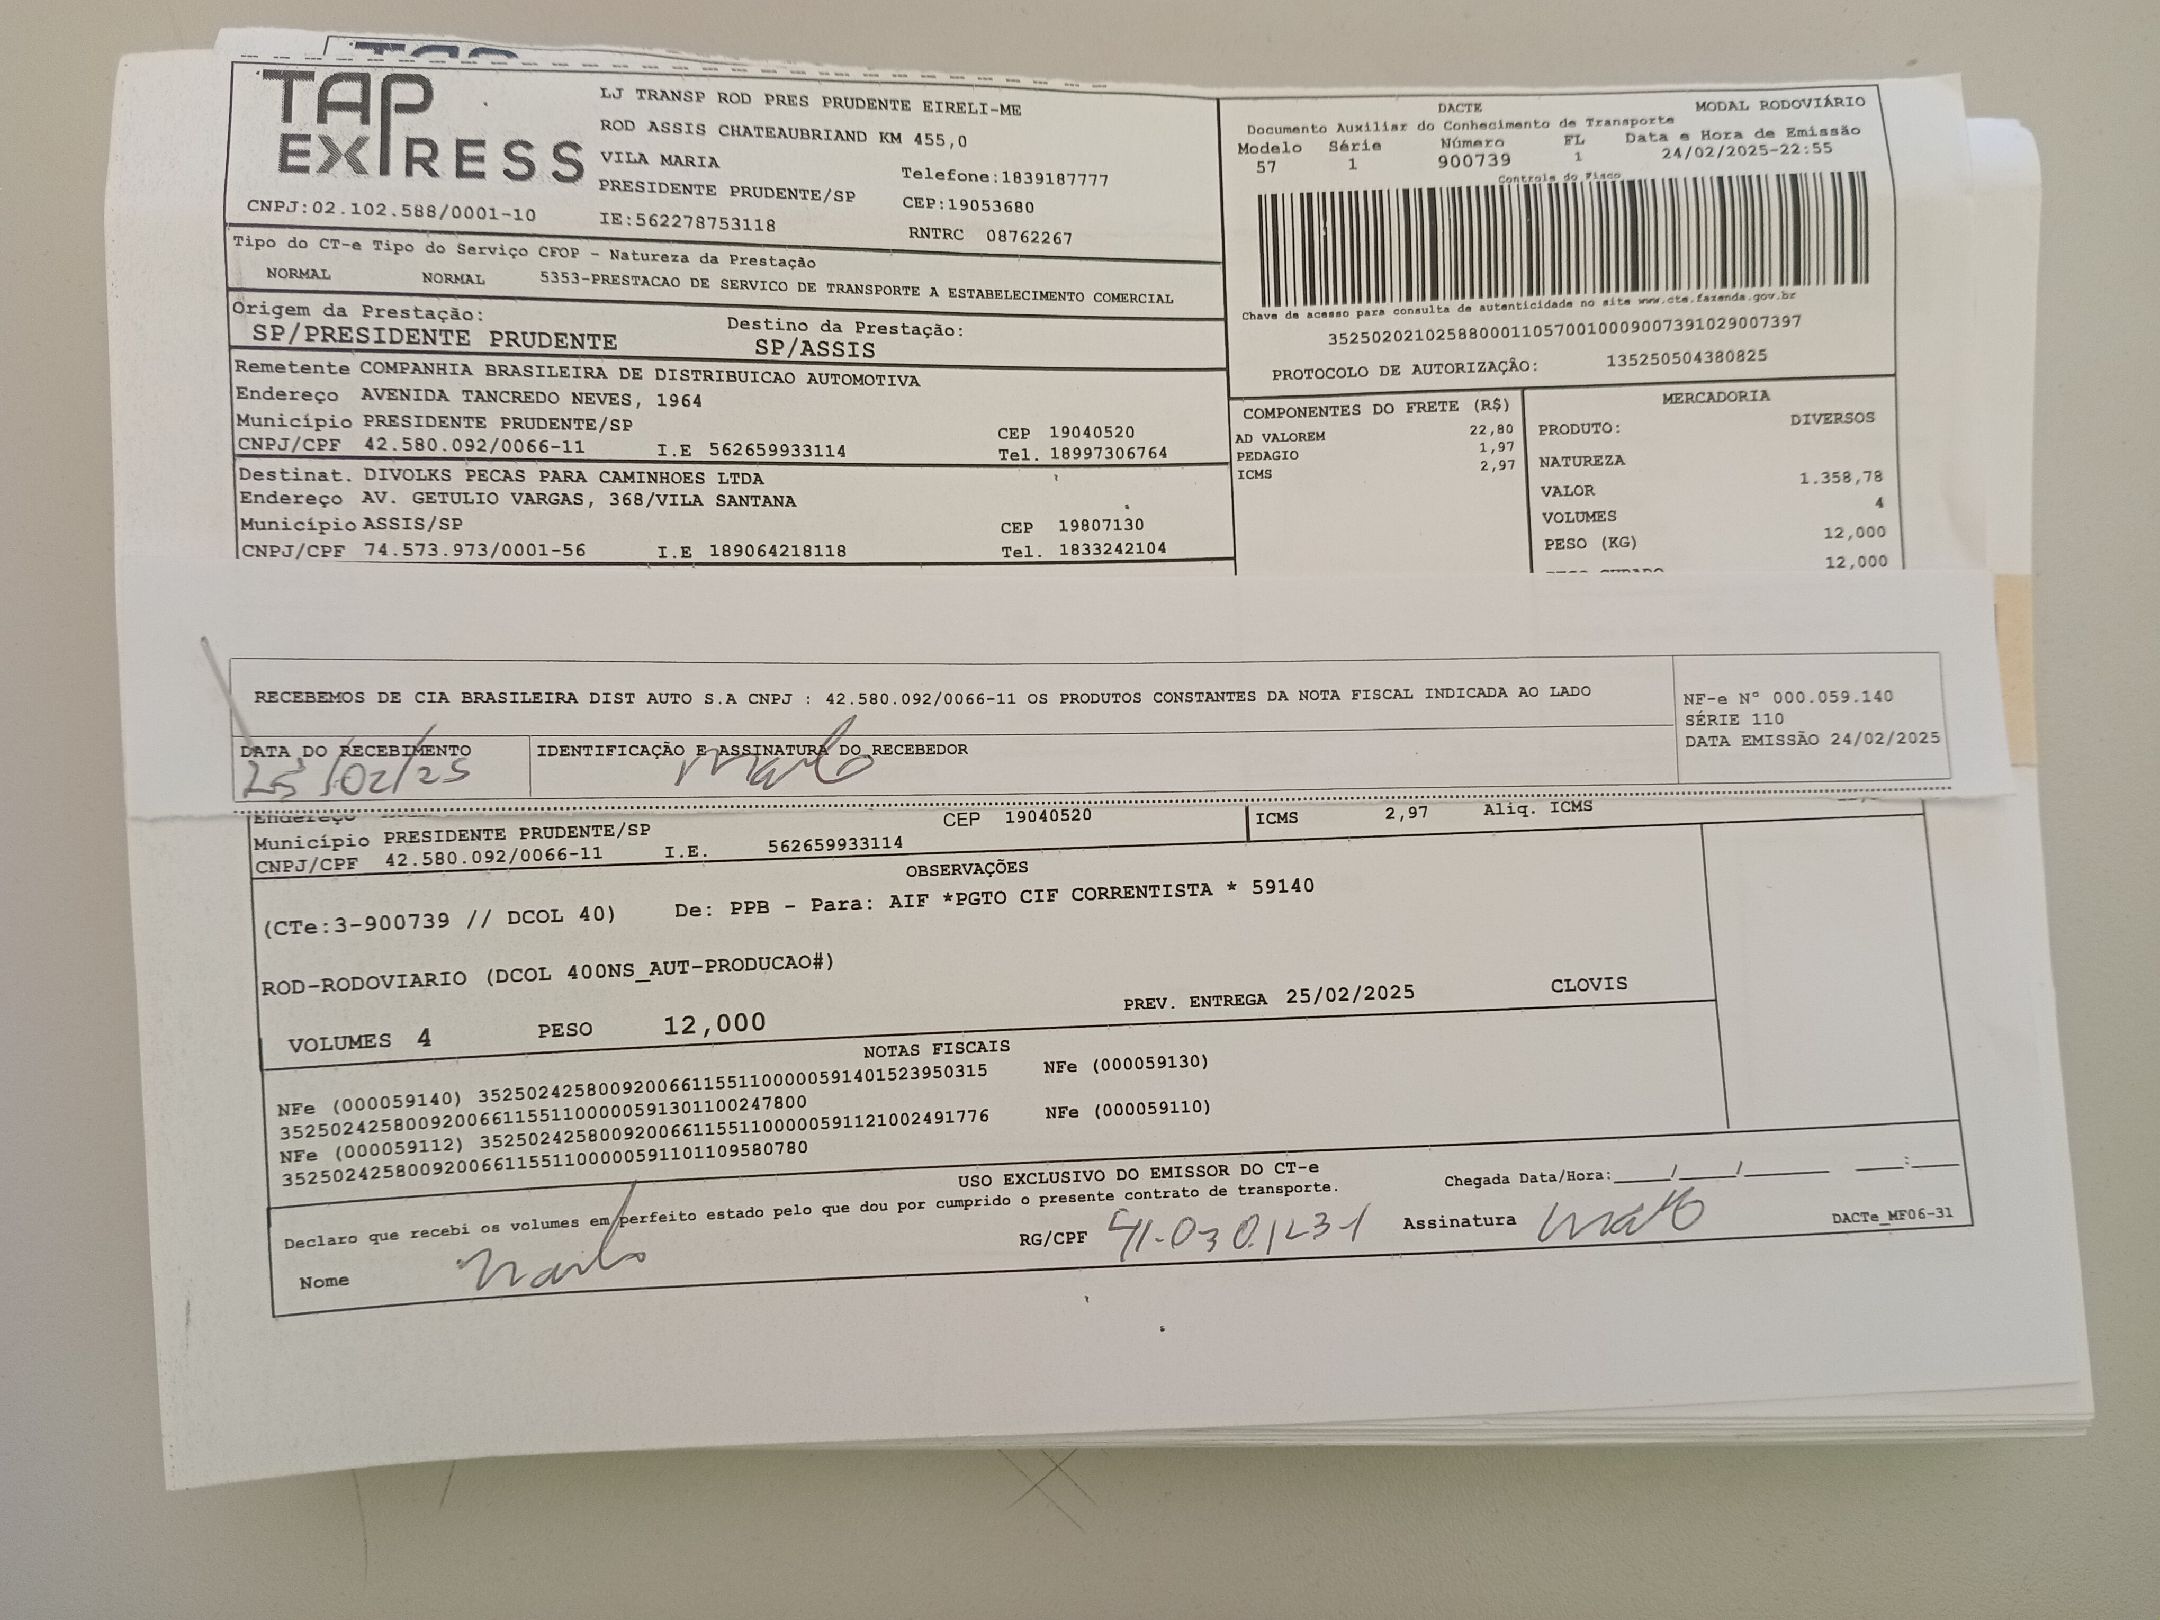 TAP
EXPRESS
CNPJ:02.102.588/0001-10
LJ TRANSP ROD PRES PRUDENTE EIRELI-ME
ROD ASSIS CHATEAUBRIAND KM 455,0
VILA MARIA
Telefone:1839187777
PRESIDENTE PRUDENTE/SP
CEP:19053680
IE:562278753118
RNTRC 08762267
DACTE
MODAL RODOVIÁRIO
Documento Auxiliar do Conhecimento de Transporte
Modelo Série Número FL Data e Hora de Emissão
57 1 900739 1 24/02/2025-22:55
Controle do Fisco
Chave de acesso para consulta de autenticidade no site www.cte.fazenda.gov.br
35250202102588000110570010009007391029007397
PROTOCOLO DE AUTORIZAÇÃO: 135250504380825
Tipo do CT-e Tipo do Serviço CFOP - Natureza da Prestação
NORMAL NORMAL 5353-PRESTACAO DE SERVICO DE TRANSPORTE A ESTABELECIMENTO COMERCIAL
Origem da Prestação: Destino da Prestação:
SP/PRESIDENTE PRUDENTE SP/ASSIS
Remetente COMPANHIA BRASILEIRA DE DISTRIBUICAO AUTOMOTIVA
Endereço AVENIDA TANCREDO NEVES, 1964
Município PRESIDENTE PRUDENTE/SP CEP 19040520
CNPJ/CPF 42.580.092/0066-11 I.E 562659933114 Tel. 18997306764
Destinat. DIVOLKS PECAS PARA CAMINHOES LTDA
Endereço AV. GETULIO VARGAS, 368/VILA SANTANA
Município ASSIS/SP CEP 19807130
CNPJ/CPF 74.573.973/0001-56 I.E 189064218118 Tel. 1833242104
COMPONENTES DO FRETE (R$)
AD VALOREM 22,80
PEDAGIO 1,97
ICMS 2,97
MERCADORIA
PRODUTO: DIVERSOS
NATUREZA
VALOR 1.358,78
VOLUMES 4
PESO (KG) 12,000
12,000
RECEBEMOS DE CIA BRASILEIRA DIST AUTO S.A CNPJ : 42.580.092/0066-11 OS PRODUTOS CONSTANTES DA NOTA FISCAL INDICADA AO LADO
NF-e Nº 000.059.140
SÉRIE 110
DATA EMISSÃO 24/02/2025
DATA DO RECEBIMENTO IDENTIFICAÇÃO E ASSINATURA DO RECEBEDOR
25/02/25
Endereço
Município PRESIDENTE PRUDENTE/SP CEP 19040520
CNPJ/CPF 42.580.092/0066-11 I.E. 562659933114
ICMS 2,97 Aliq. ICMS
OBSERVAÇÕES
(CTe:3-900739 // DCOL 40) De: PPB - Para: AIF *PGTO CIF CORRENTISTA * 59140
ROD-RODOVIARIO (DCOL 400NS_AUT-PRODUCAO#)
PREV. ENTREGA 25/02/2025 CLOVIS
VOLUMES 4 PESO 12,000
NOTAS FISCAIS
NFe (000059140) 35250242580092006611551100000591401523950315 NFe (000059130)
35250242580092006611551100000591301100247800
NFe (000059112) 35250242580092006611551100000591121002491776 NFe (000059110)
35250242580092006611551100000591101109580780
USO EXCLUSIVO DO EMISSOR DO CT-e
Declaro que recebi os volumes em perfeito estado pelo que dou por cumprido o presente contrato de transporte.
Chegada Data/Hora:____/____/______ ___:___
Nome
RG/CPF 41.030.123-1 Assinatura
DACTe_MF06-31